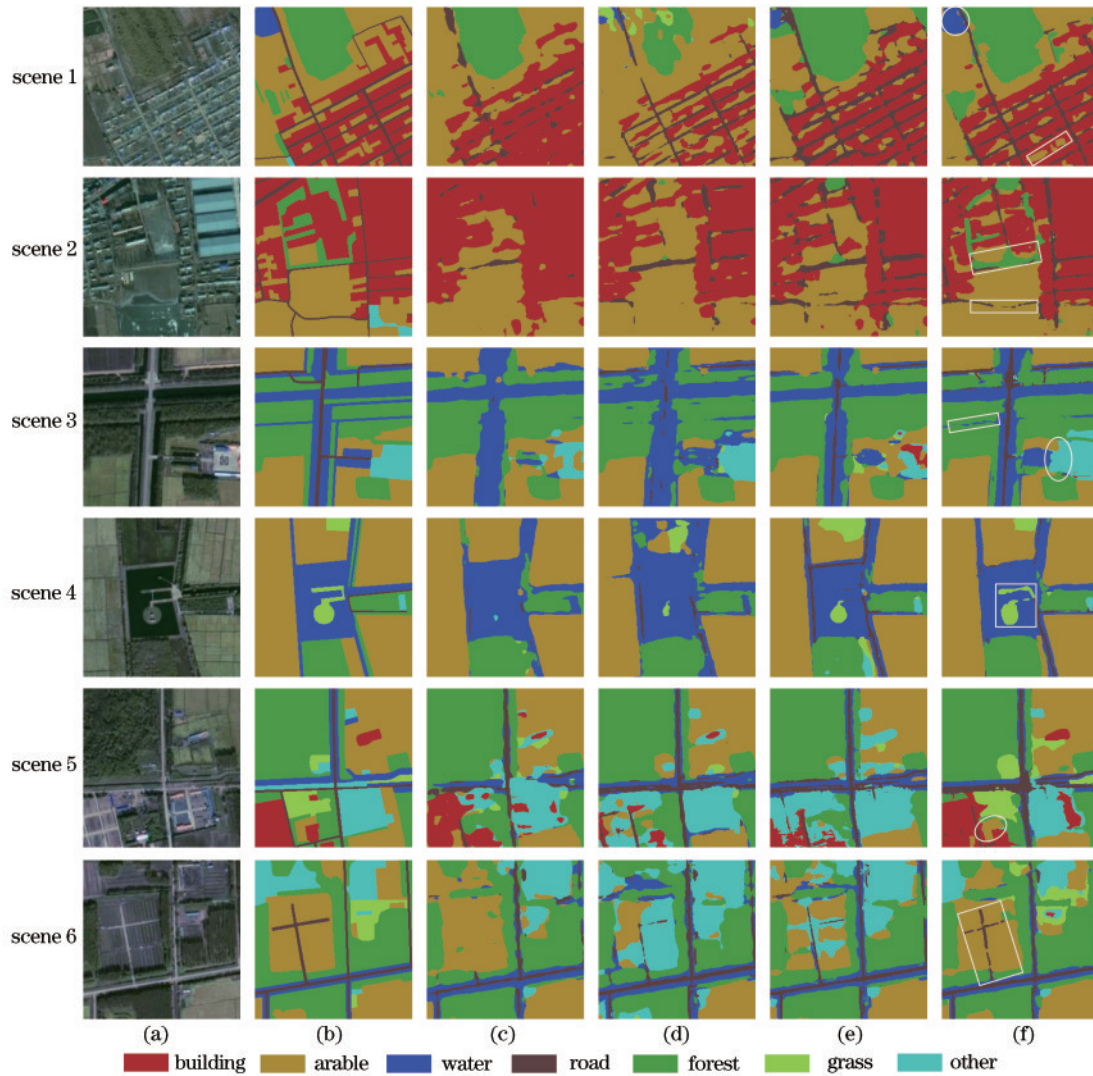 scene 1
scene 2
scene 3
scene 4
scene 5
scene 6
(a) (b) (c) (d) (e) (f)
building arable water road forest grass other